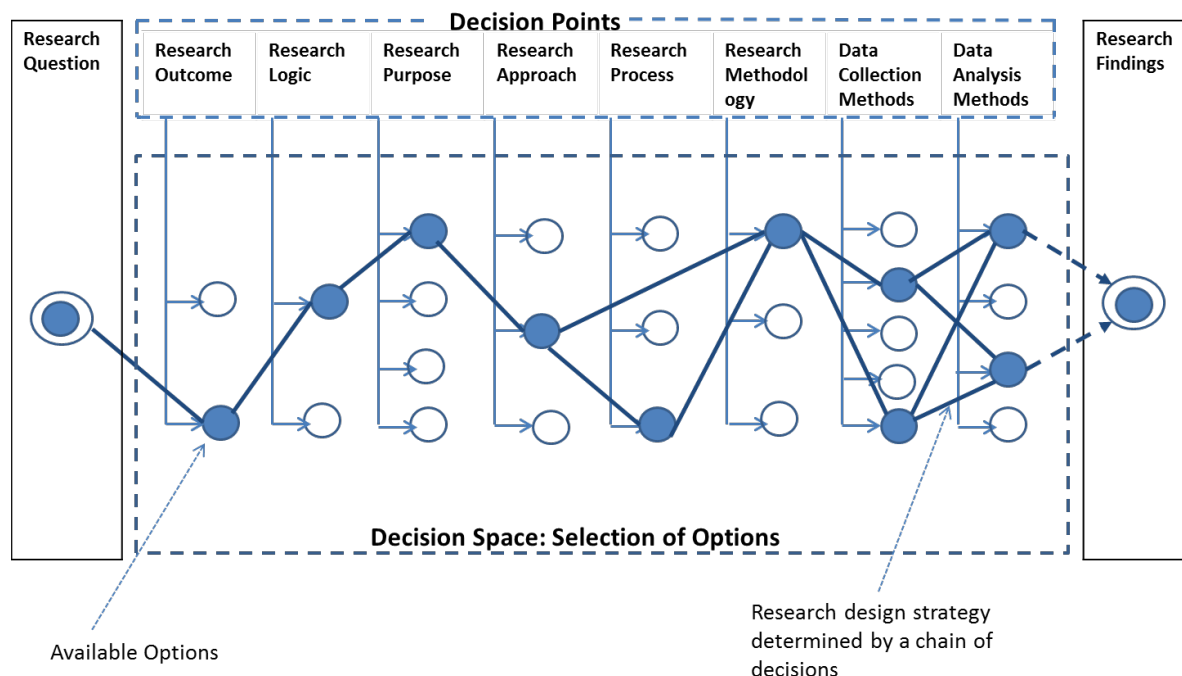 Decision Points
Research
Question
Research
Outcome
Research
Logic
Research
Purpose
Research
Approach
Research
Process
Research
Methodol
ogy
Data
Collection
Methods
Data
Analysis
Methods
Research
Findings
Decision Space: Selection of Options
Available Options
Research design strategy
determined by a chain of
decisions